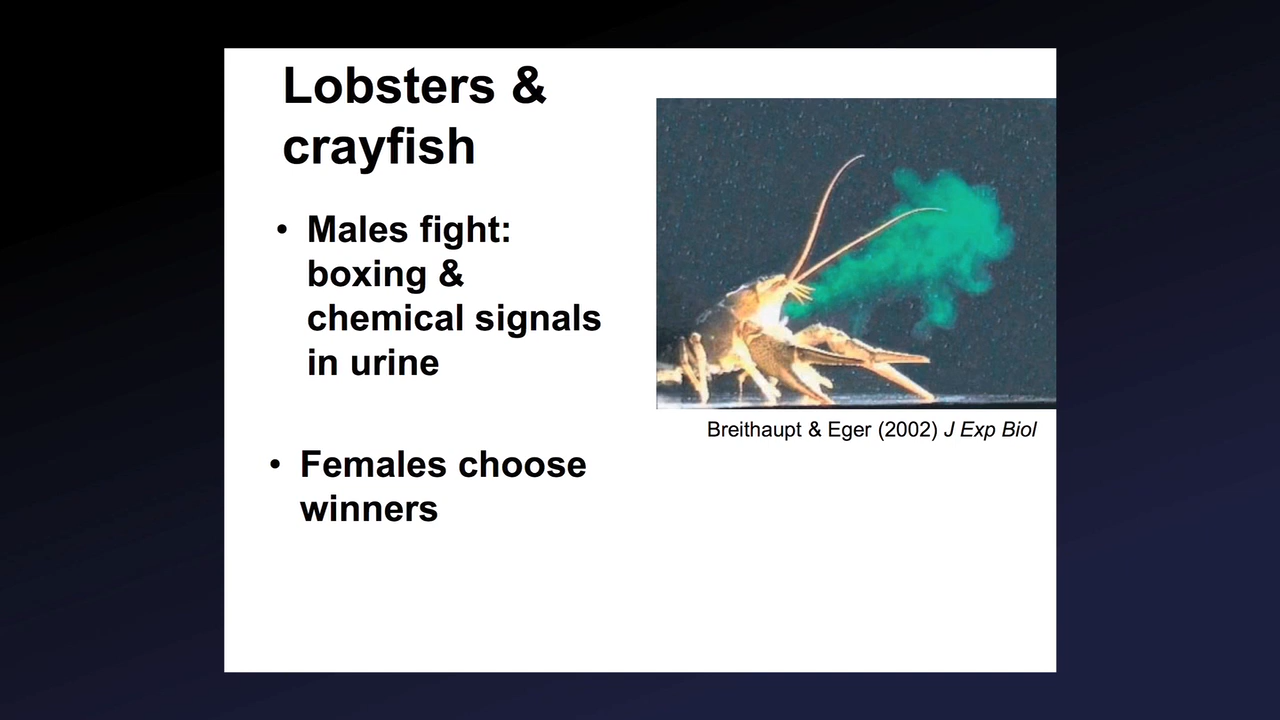 Lobsters &
crayfish
• Males fight:
boxing &
chemical signals
in urine
Breithaupt & Eger (2002) J Exp Biol
• Females choose
winners